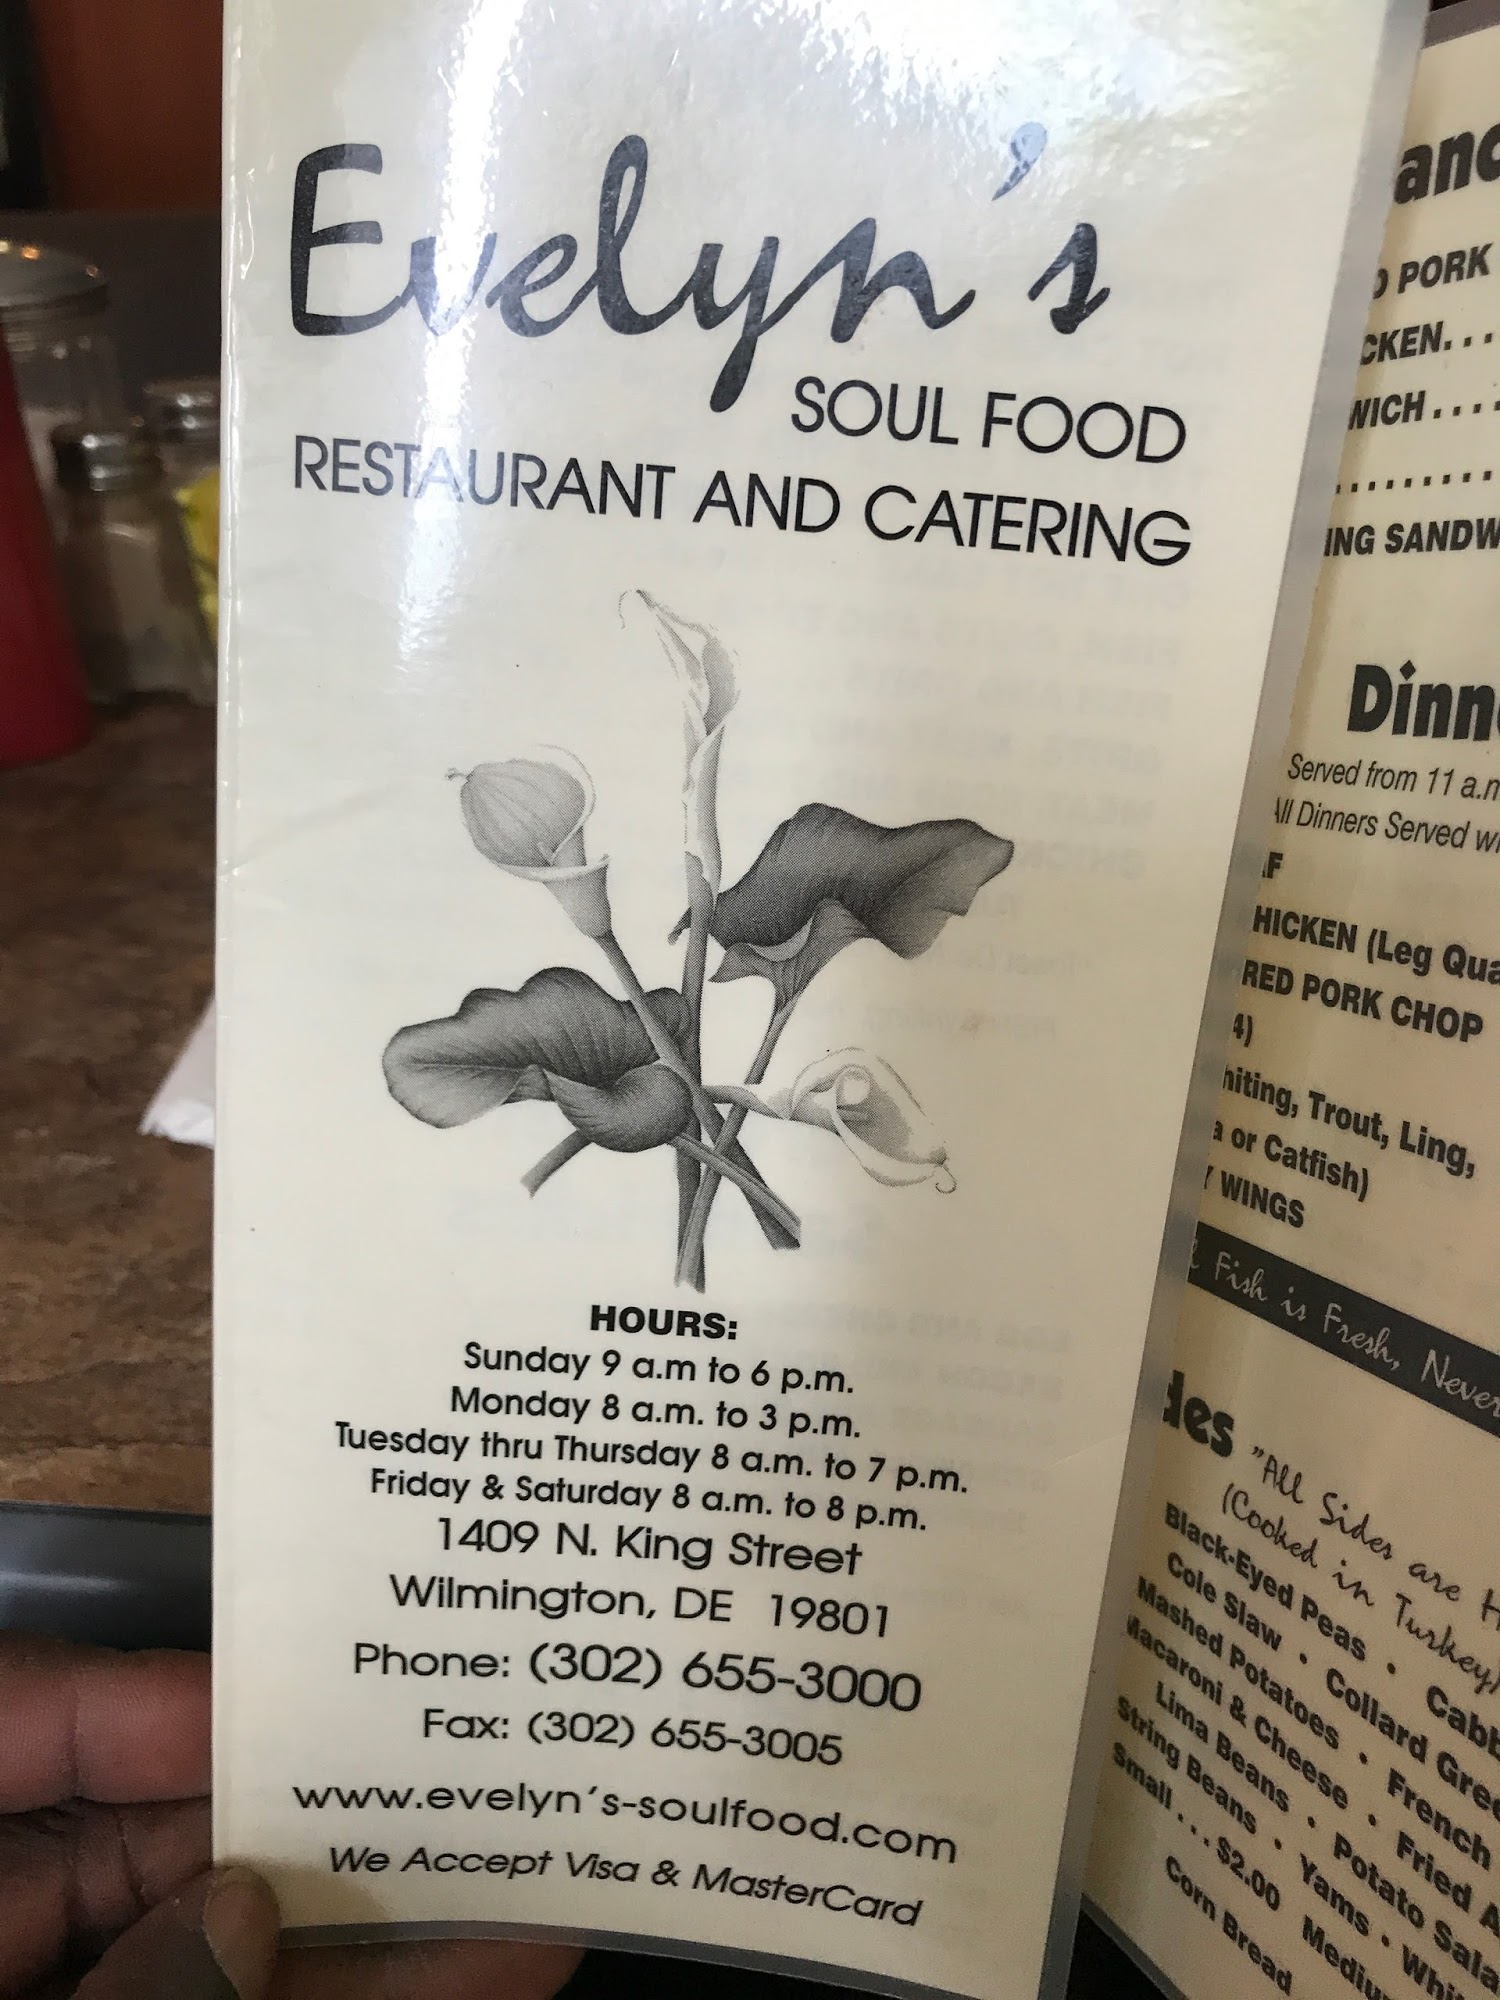 Evelyn's
SOUL FOOD
RESTAURANT AND CATERING
HOURS:
Sunday 9 a.m to 6 p.m.
Monday 8 a.m. to 3 p.m.
Tuesday thru Thursday 8 a.m. to 7 p.m.
Friday & Saturday 8 a.m. to 8 p.m.
1409 N. King Street
Wilmington, DE 19801
Phone: (302) 655-3000
Fax: (302) 655-3005
www.evelyn's-soulfood.com
We Accept Visa & MasterCard
PORK
SANDW
Dinn
Served from 11 a.m
All Dinners Served
HICKEN (Leg Qua
RED PORK CHOP
4)
hiting, Trout, Ling,
a or Catfish)
WINGS
Fish is Fresh, Never
des "All Sides are H
(Cooked in Turkey)
Black-Eyed Peas • Cabb
Cole Slaw • Collard Gree
Mashed Potatoes • French
Macaroni & Cheese • Fried A
Lima Beans • Potato Sala
String Beans • Yams • Whi
Small . . . $2.00 Mediu
Corn Bread